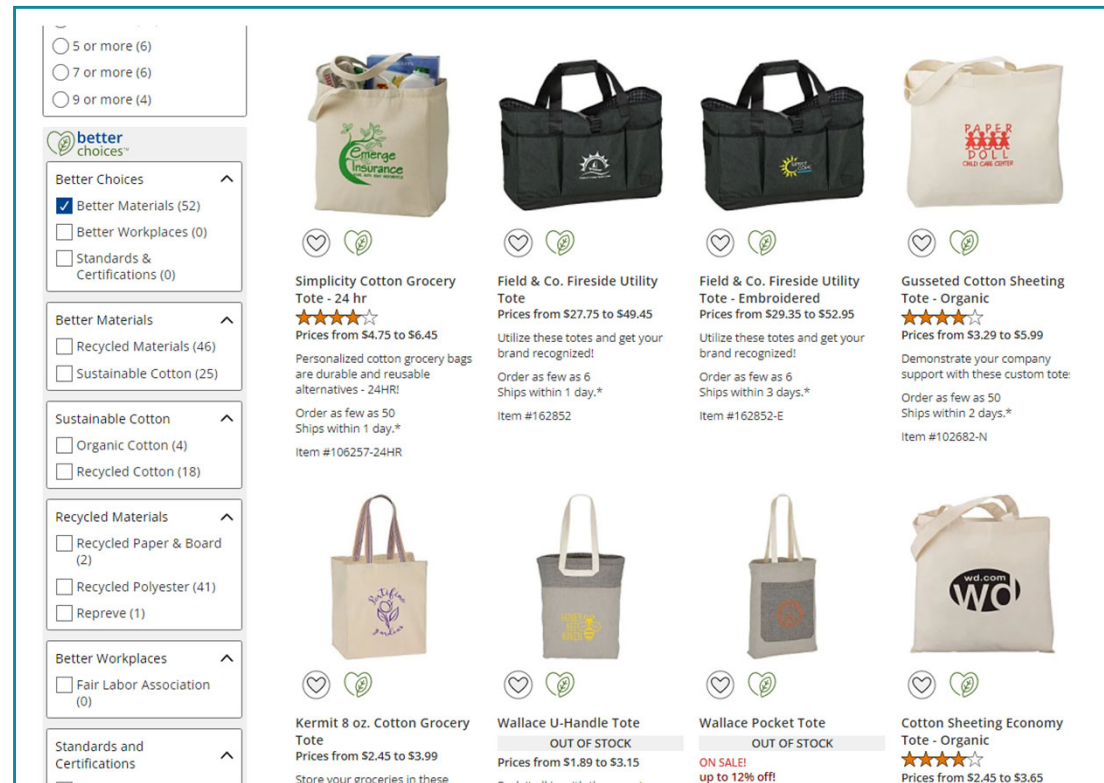 5 or more (6)
7 or more (6)
9 or more (4)
better
choices™
Better Choices
Better Materials (52)
Better Workplaces (0)
Standards &
Certifications (0)
Better Materials
Recycled Materials (46)
Sustainable Cotton (25)
Sustainable Cotton
Organic Cotton (4)
Recycled Cotton (18)
Recycled Materials
Recycled Paper & Board
(2)
Recycled Polyester (41)
Repreve (1)
Better Workplaces
Fair Labor Association
(0)
Standards and
Certifications
emerge
Insurance
Simplicity Cotton Grocery
Tote - 24 hr
Prices from $4.75 to $6.45
Personalized cotton grocery bags
are durable and reusable
alternatives - 24HR!
Order as few as 50
Ships within 1 day.*
Item #106257-24HR
Field & Co. Fireside Utility
Tote
Prices from $27.75 to $49.45
Utilize these totes and get your
brand recognized!
Order as few as 6
Ships within 1 day.*
Item #162852
Field & Co. Fireside Utility
Tote - Embroidered
Prices from $29.35 to $52.95
Utilize these totes and get your
brand recognized!
Order as few as 6
Ships within 3 days.*
Item #162852-E
PAPER
DOLL
CHILD CARE CENTER
Gusseted Cotton Sheeting
Tote - Organic
Prices from $3.29 to $5.99
Demonstrate your company
support with these custom totes
Order as few as 50
Ships within 2 days.*
Item #102682-N
Portifino
Kermit 8 oz. Cotton Grocery
Tote
Prices from $2.45 to $3.99
Store your groceries in these
HONEY
HAVEN
Wallace U-Handle Tote
OUT OF STOCK
Prices from $1.89 to $3.15
Wallace Pocket Tote
OUT OF STOCK
ON SALE!
up to 12% off!
wd.com
wd
Cotton Sheeting Economy
Tote - Organic
Prices from $2.45 to $3.65